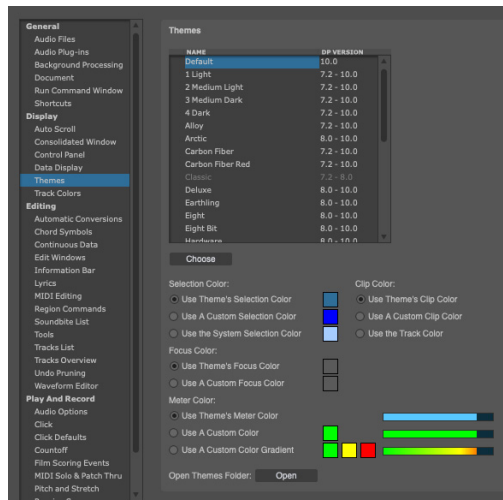 General
Audio Files
Audio Plug-ins
Background Processing
Document
Run Command Window
Shortcuts
Display
Auto Scroll
Consolidated Window
Control Panel
Data Display
Themes
Track Colors
Editing
Automatic Conversions
Chord Symbols
Continuous Data
Edit Windows
Information Bar
Lyrics
MIDI Editing
Region Commands
Soundbite List
Tools
Tracks List
Tracks Overview
Undo Pruning
Waveform Editor
Play And Record
Audio Options
Click
Click Defaults
Countoff
Film Scoring Events
MIDI Solo & Patch Thru
Pitch and Stretch
Themes
NAME DP VERSION
Default 10.0
1 Light 7.2 - 10.0
2 Medium Light 7.2 - 10.0
3 Medium Dark 7.2 - 10.0
4 Dark 7.2 - 10.0
Alloy 7.2 - 10.0
Arctic 8.0 - 10.0
Carbon Fiber 7.2 - 10.0
Carbon Fiber Red 7.2 - 10.0
Classic 7.2 - 8.0
Deluxe 8.0 - 10.0
Earthling 7.2 - 10.0
Eight 8.0 - 10.0
Eight Bit 8.0 - 10.0
Hardware 8.0 - 10.0
Choose
Selection Color: Clip Color:
Use Theme's Selection Color Use Theme's Clip Color
Use A Custom Selection Color Use A Custom Clip Color
Use the System Selection Color Use the Track Color
Focus Color:
Use Theme's Focus Color
Use A Custom Focus Color
Meter Color:
Use Theme's Meter Color
Use A Custom Color
Use A Custom Color Gradient
Open Themes Folder: Open